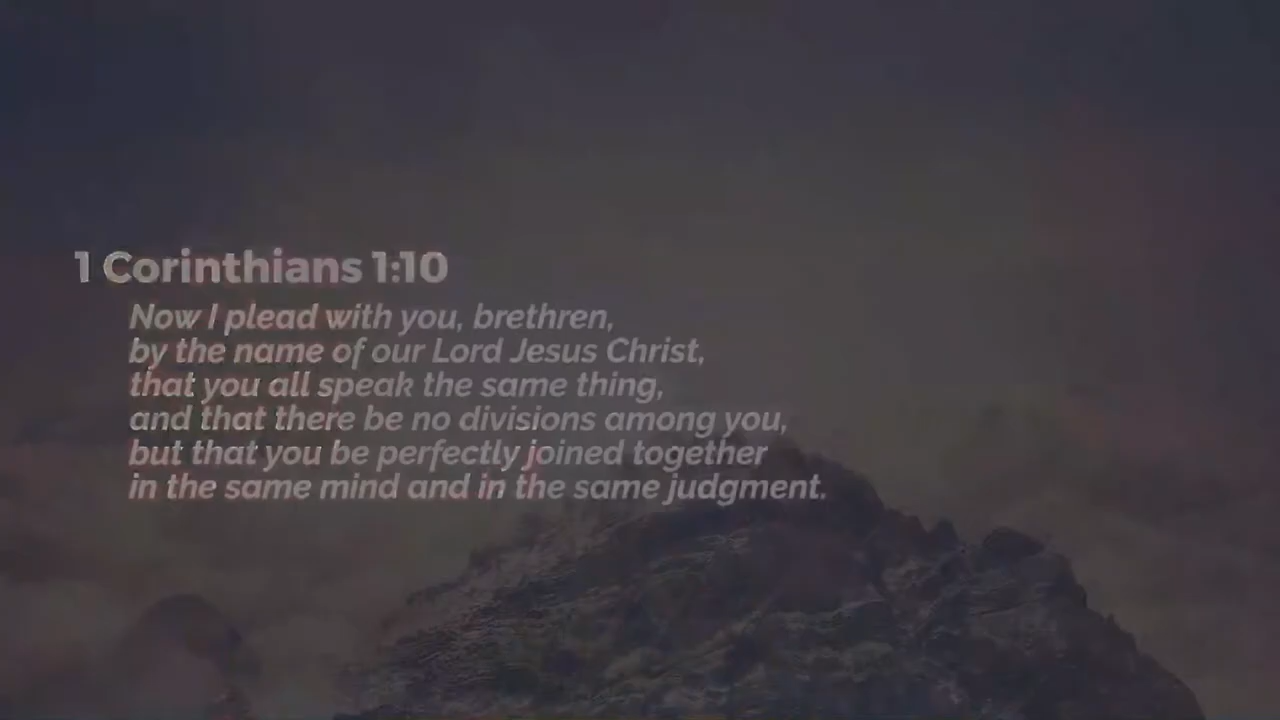 1 Corinthians 1:10
Now I plead with you, brethren,
by the name of our Lord Jesus Christ,
that you all speak the same thing,
and that there be no divisions among you,
but that you be perfectly joined together
in the same mind and in the same judgment.